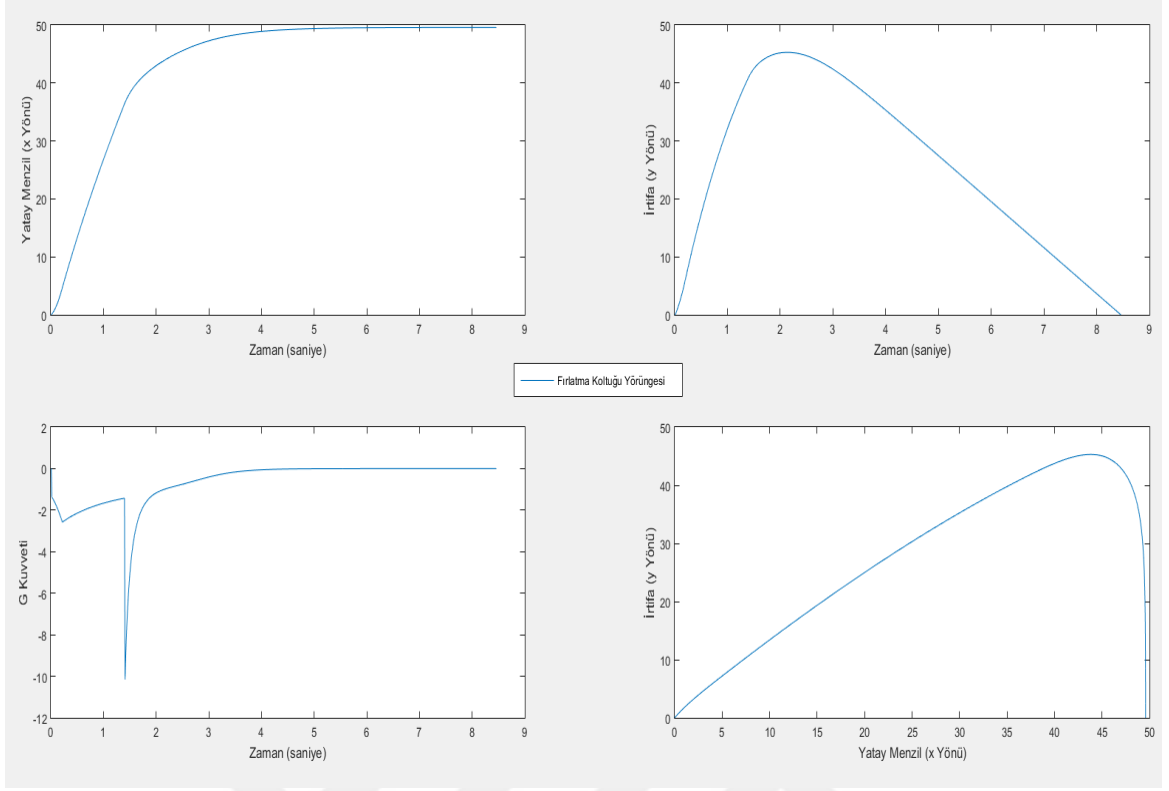 50
40
30
20
10
0
Yatay Menzil (x Yönü)
0 1 2 3 4 5 6 7 8 9
Zaman (saniye)
50
40
30
20
10
0
İrtifa (y Yönü)
0 1 2 3 4 5 6 7 8 9
Zaman (saniye)
Fırlatma Koltuğu Yörüngesi
2
0
-2
-4
-6
-8
-10
-12
G Kuvveti
0 1 2 3 4 5 6 7 8 9
Zaman (saniye)
50
40
30
20
10
0
İrtifa (y Yönü)
0 5 10 15 20 25 30 35 40 45 50
Yatay Menzil (x Yönü)